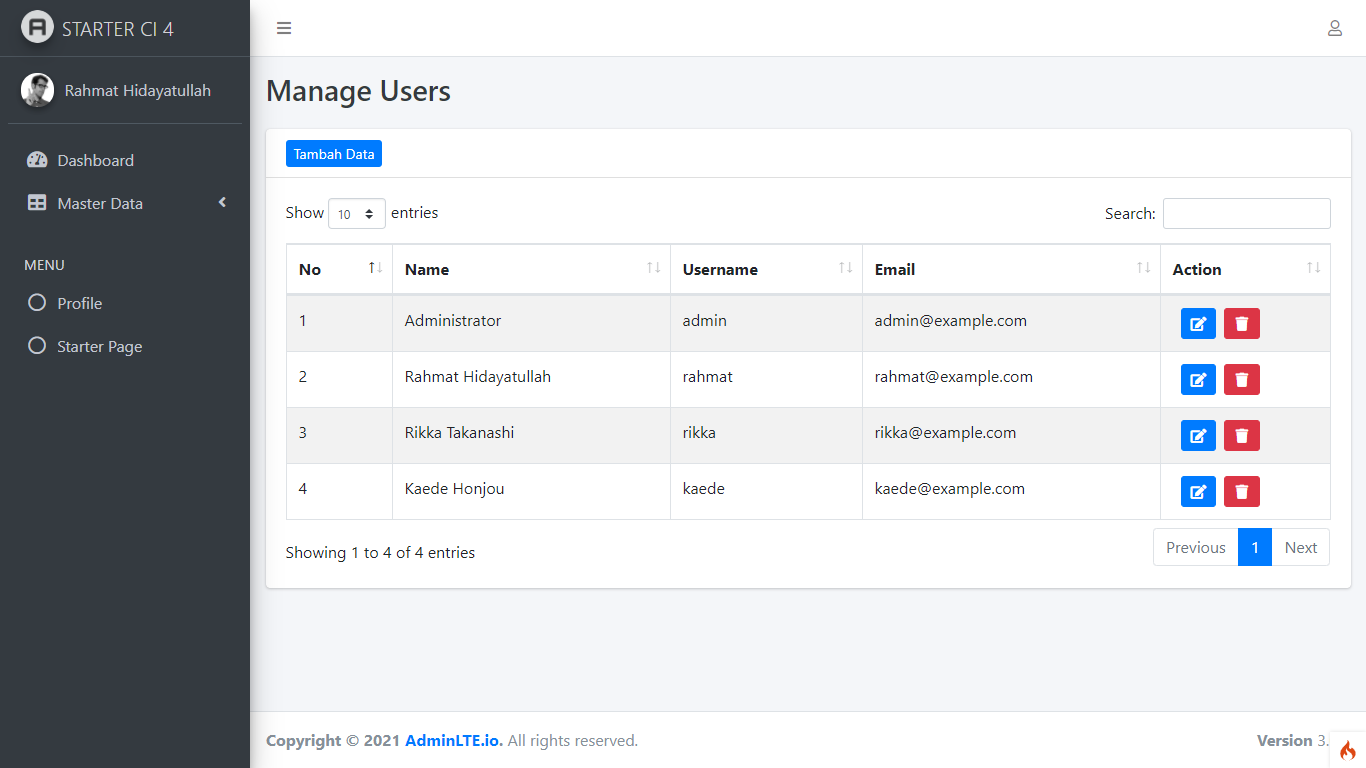 STARTER CI 4
Rahmat Hidayatullah
Dashboard
Master Data
MENU
Profile
Starter Page
Manage Users
Tambah Data
Show 10 entries
Search:
No Name Username Email Action
1 Administrator admin admin@example.com
2 Rahmat Hidayatullah rahmat rahmat@example.com
3 Rikka Takanashi rikka rikka@example.com
4 Kaede Honjou kaede kaede@example.com
Showing 1 to 4 of 4 entries
Previous 1 Next
Copyright © 2021 AdminLTE.io. All rights reserved.
Version 3.